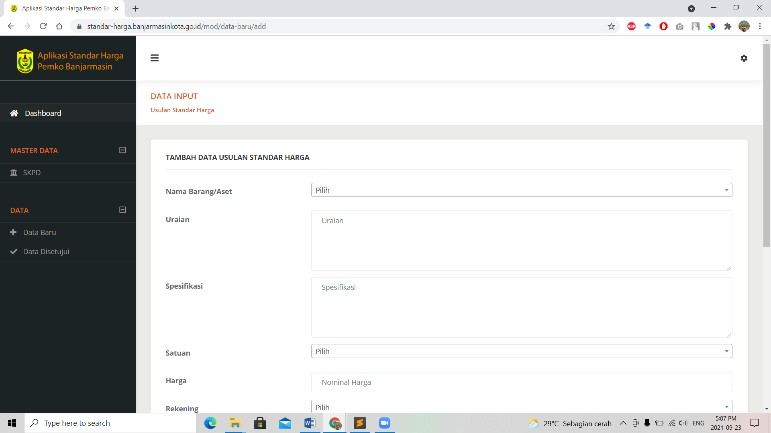 Aplikasi Standar Harga Pemko Ba
standar-harga.banjarmasinkota.go.id/mod/data-baru/add
Aplikasi Standar Harga
Pemko Banjarmasin
Dashboard
MASTER DATA
SKPD
DATA
Data Baru
Data Disetujui
DATA INPUT
Usulan Standar Harga
TAMBAH DATA USULAN STANDAR HARGA
Nama Barang/Aset
Pilih
Uraian
Uraian
Spesifikasi
Spesifikasi
Satuan
Pilih
Harga
Nominal Harga
Rekening
Pilih
Type here to search
29°C Sebagian cerah
ENG
5:07 PM
2021-09-23